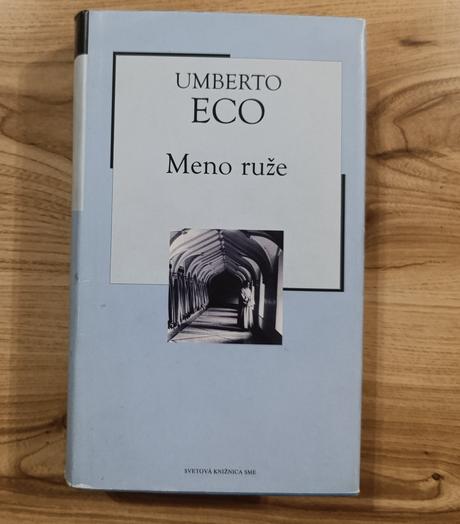 UMBERTO
ECO
Meno ruže
SVETOVÁ KNIŽNICA SME